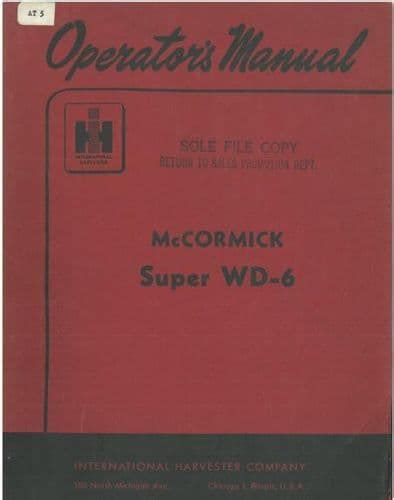 AT 5
Operator's Manual
IH
INTERNATIONAL
HARVESTER
SOLE FILE COPY
RETURN TO SALES PROMOTION DEPT.
McCORMICK
Super WD-6
INTERNATIONAL HARVESTER COMPANY
180 North Michigan Ave. Chicago 1, Illinois, U.S.A.